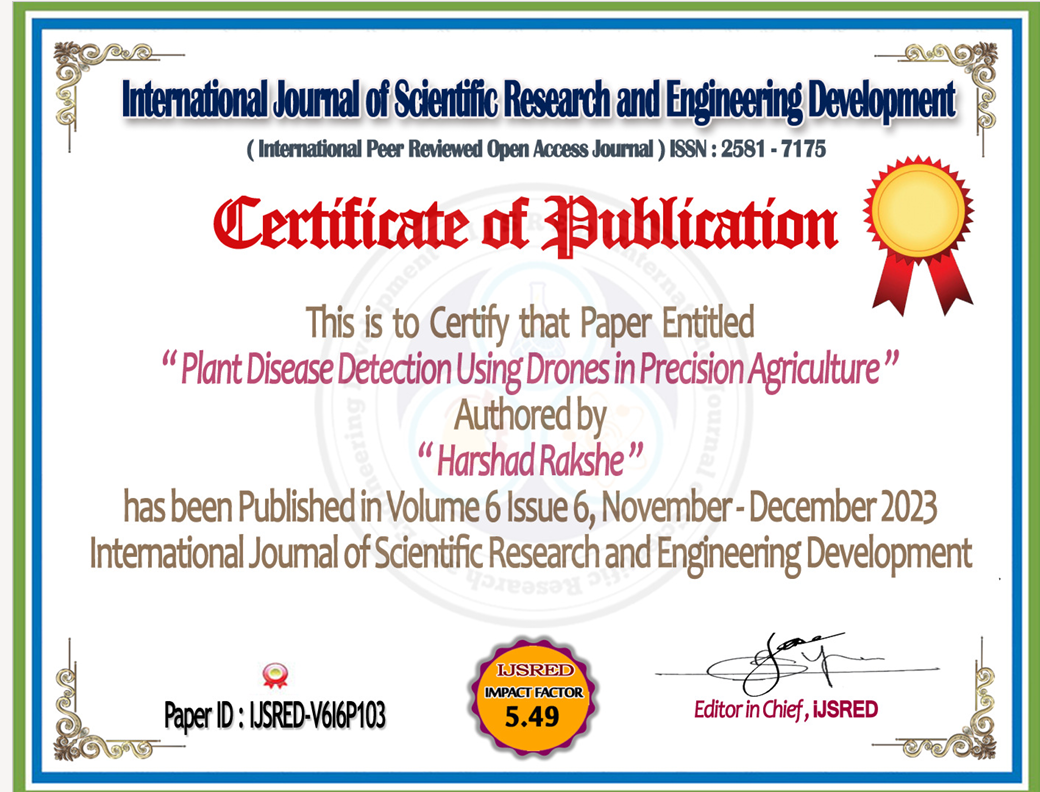 International Journal of Scientific Research and Engineering Development
( International Peer Reviewed Open Access Journal ) ISSN : 2581 - 7175
Certificate of Publication
This is to Certify that Paper Entitled
“ Plant Disease Detection Using Drones in Precision Agriculture ”
Authored by
“ Harshad Rakshe ”
has been Published in Volume 6 Issue 6, November - December 2023
International Journal of Scientific Research and Engineering Development
IJSRED
IMPACT FACTOR
5.49
Paper ID : IJSRED-V6I6P103
Editor in Chief , iJSRED